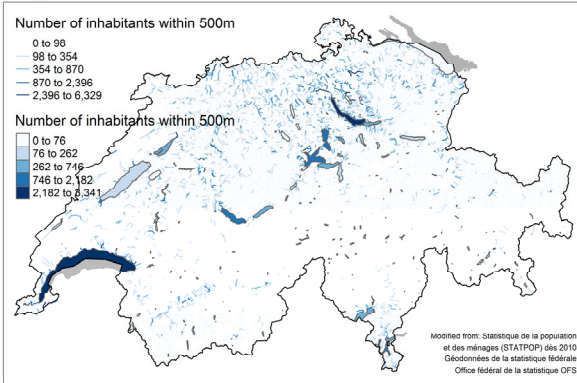 Number of inhabitants within 500m
0 to 98
98 to 354
354 to 870
870 to 2,396
2,396 to 6,329
Number of inhabitants within 500m
0 to 76
76 to 262
262 to 746
746 to 2,182
2,182 to 5,341
Modified from: Statistique de la population
et des ménages (STATPOP) dès 2010
Géodonnées de la statistique fédérale
Office fédéral de la statistique OFS